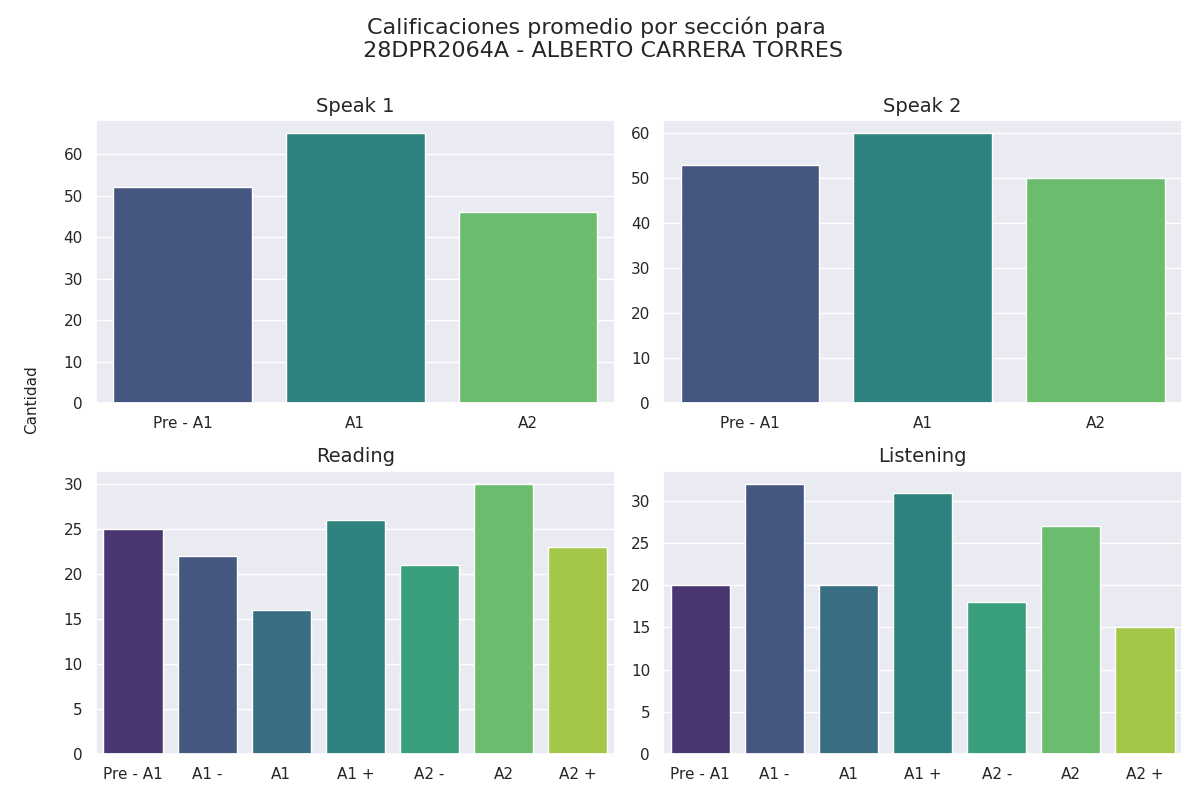 Calificaciones promedio por sección para
28DPR2064A - ALBERTO CARRERA TORRES
Cantidad
Speak 1
60
50
40
30
20
10
0
Pre - A1 A1 A2
Speak 2
60
50
40
30
20
10
0
Pre - A1 A1 A2
Reading
30
25
20
15
10
5
0
Pre - A1 A1 - A1 A1 + A2 - A2 A2 +
Listening
30
25
20
15
10
5
0
Pre - A1 A1 - A1 A1 + A2 - A2 A2 +